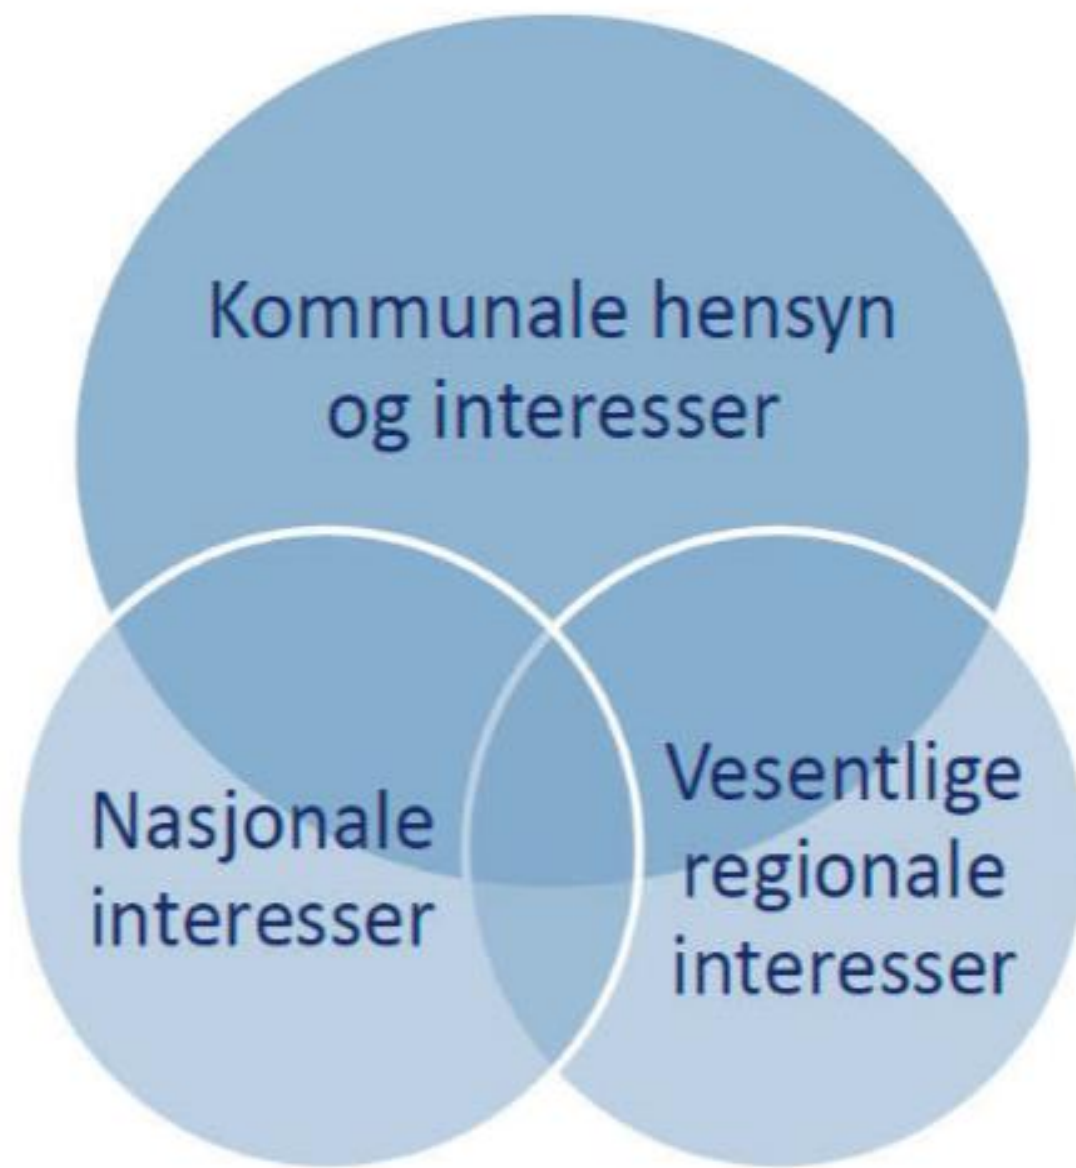 Kommunale hensyn
og interesser
Nasjonale
interesser
Vesentlige
regionale
interesser